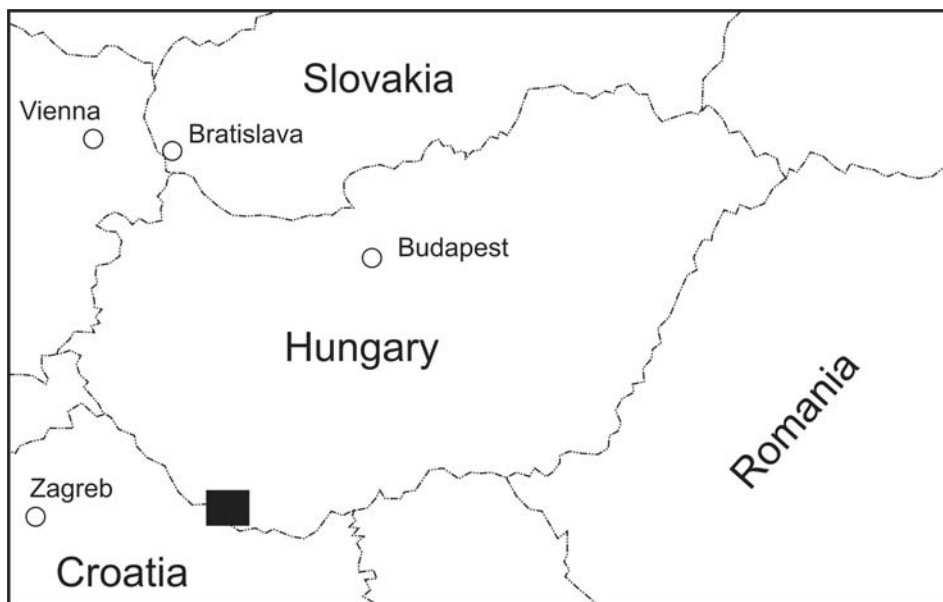 Slovakia
Vienna
Bratislava
Budapest
Hungary
Romania
Zagreb
Croatia